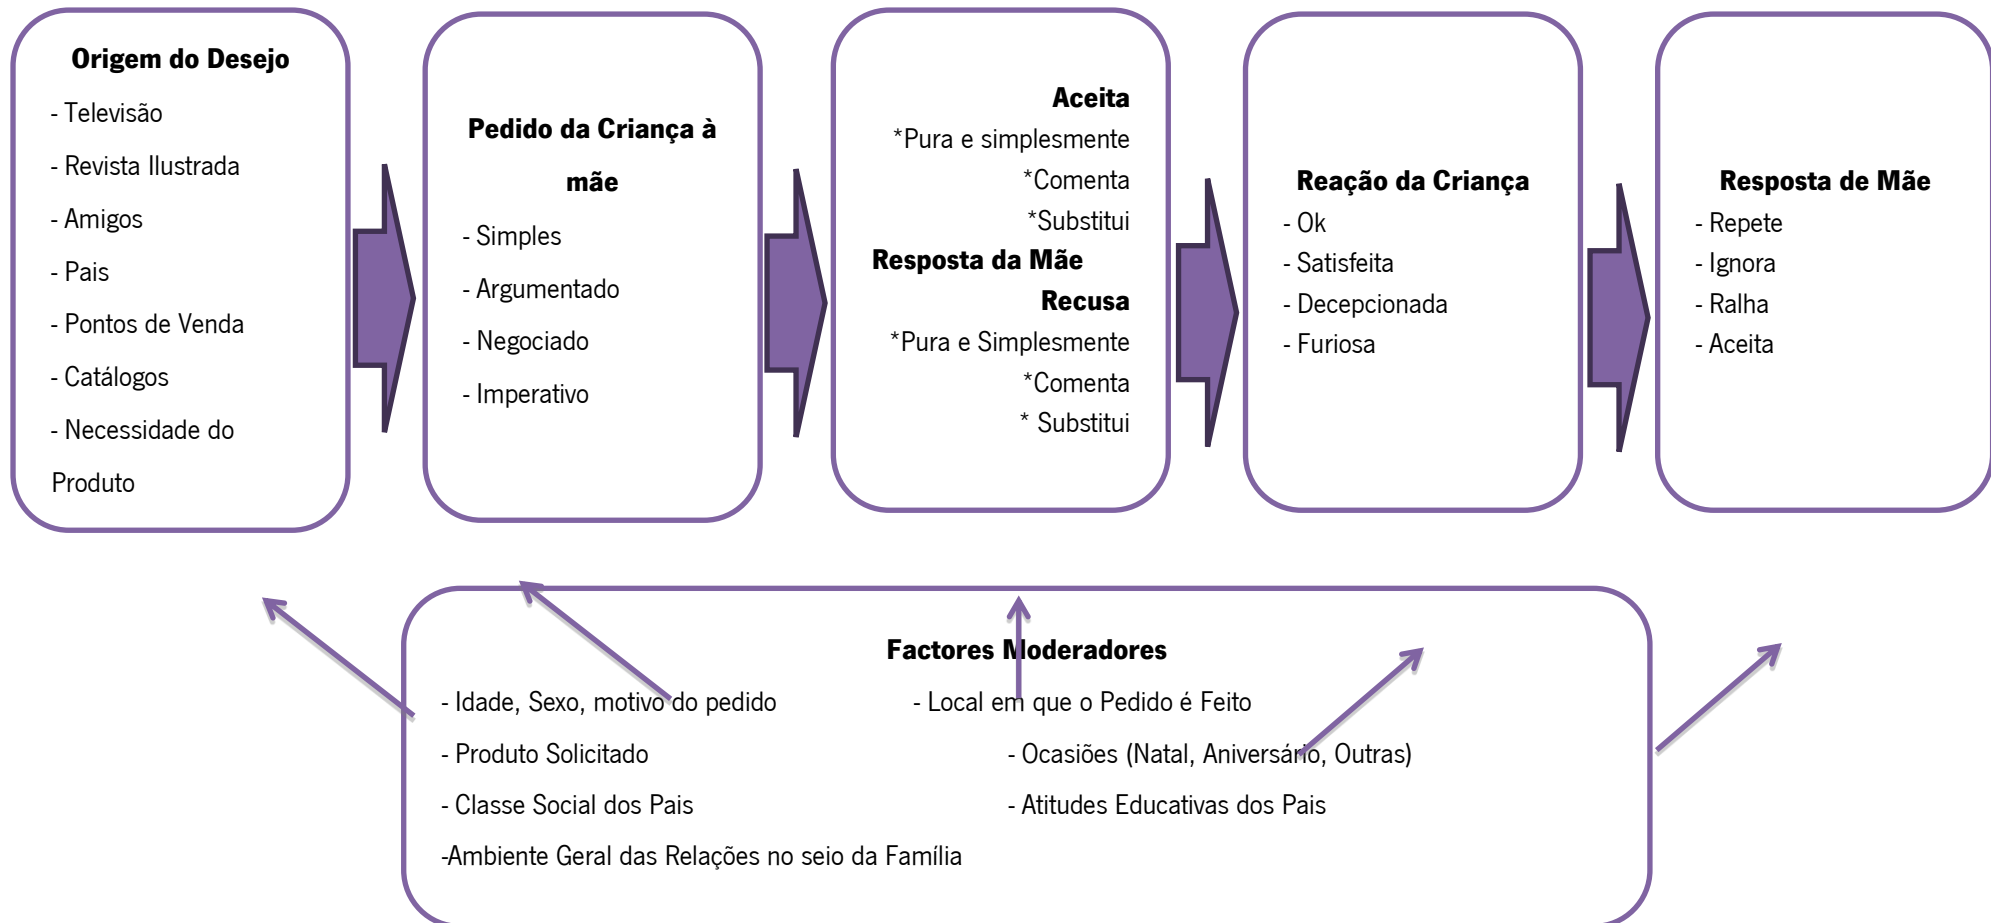 Origem do Desejo
- Televisão
- Revista Ilustrada
- Amigos
- Pais
- Pontos de Venda
- Catálogos
- Necessidade do
Produto
Pedido da Criança à
mãe
- Simples
- Argumentado
- Negociado
- Imperativo
Aceita
*Pura e simplesmente
*Comenta
*Substitui
Resposta da Mãe
Recusa
*Pura e Simplesmente
*Comenta
* Substitui
Reação da Criança
- Ok
- Satisfeita
- Decepcionada
- Furiosa
Resposta de Mãe
- Repete
- Ignora
- Ralha
- Aceita
Factores Moderadores
- Idade, Sexo, motivo do pedido - Local em que o Pedido é Feito
- Produto Solicitado - Ocasiões (Natal, Aniversário, Outras)
- Classe Social dos Pais - Atitudes Educativas dos Pais
-Ambiente Geral das Relações no seio da Família